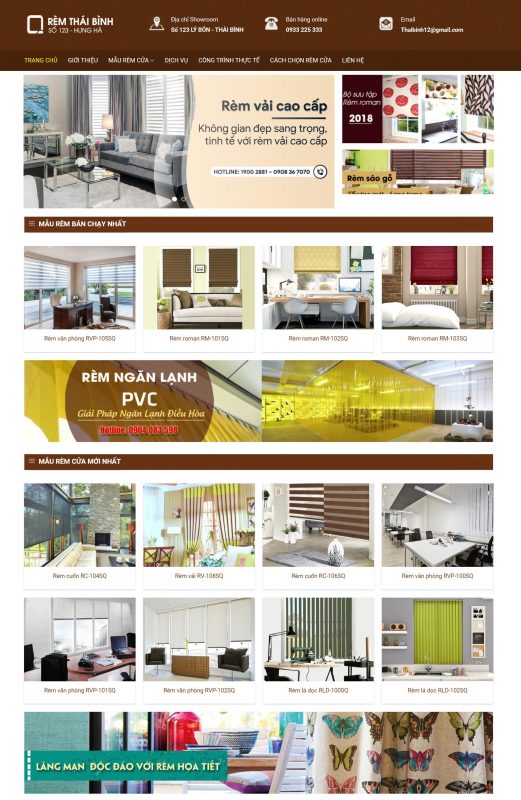 RÈM THÁI BÌNH
SỐ 123 - HƯNG HÀ
Địa chỉ Showroom
Số 123 LÝ BÔN - THÁI BÌNH
Bán hàng online
0933 225 333
Email
Thaibinh12@gmail.com
TRANG CHỦ GIỚI THIỆU MẪU RÈM CỬA DỊCH VỤ CÔNG TRÌNH THỰC TẾ CÁCH CHỌN RÈM CỬA LIÊN HỆ
Rèm vải cao cấp
Không gian đẹp sang trọng,
tinh tế với rèm vải cao cấp
HOTLINE: 1900 2881 – 0908 36 7070
Bộ sưu tập
Rèm roman
2018
Rèm sáo gỗ
MẪU RÈM BÁN CHẠY NHẤT
Rèm văn phòng RVP-105SQ
Rèm roman RM-101SQ
Rèm roman RM-102SQ
Rèm roman RM-103SQ
RÈM NGĂN LẠNH
PVC
Giải Pháp Ngăn Lạnh Điều Hòa
Hotline: 0904 083 598
MẪU RÈM CỬA MỚI NHẤT
Rèm cuốn RC-104SQ
Rèm vải RV-108SQ
Rèm cuốn RC-106SQ
Rèm văn phòng RVP-100SQ
Rèm văn phòng RVP-101SQ
Rèm văn phòng RVP-102SQ
Rèm lá dọc RLD-100SQ
Rèm lá dọc RLD-102SQ
LÃNG MẠN ĐỘC ĐÁO VỚI RÈM HỌA TIẾT